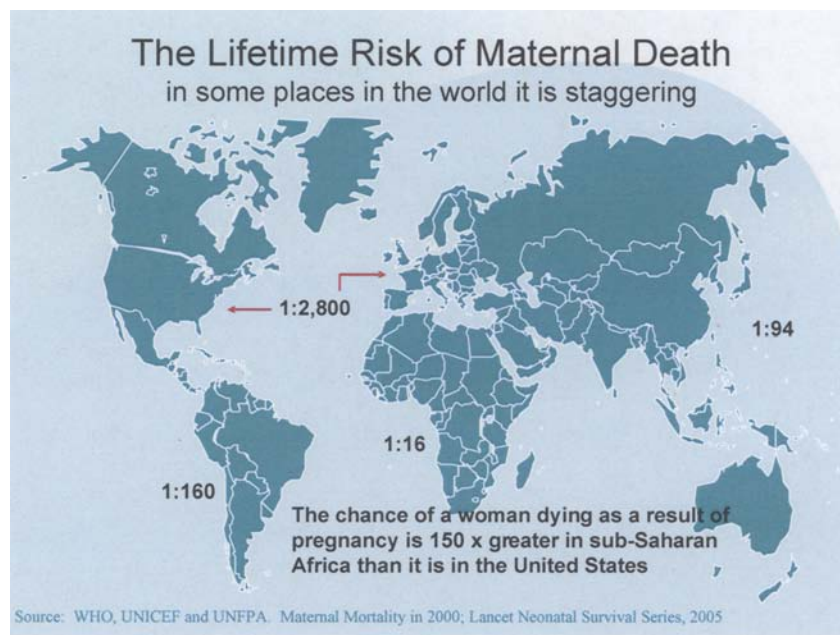 The Lifetime Risk of Maternal Death
in some places in the world it is staggering
1:2,800
1:94
1:16
1:160
The chance of a woman dying as a result of
pregnancy is 150 x greater in sub-Saharan
Africa than it is in the United States
Source: WHO, UNICEF and UNFPA. Maternal Mortality in 2000; Lancet Neonatal Survival Series, 2005